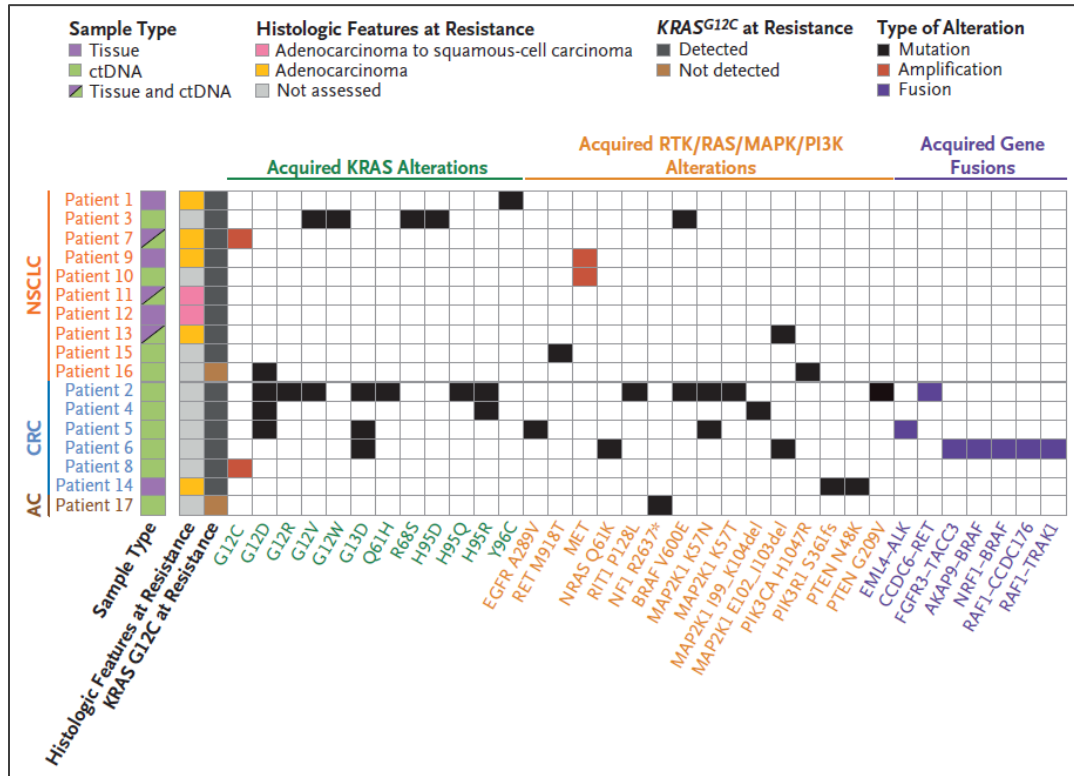 Sample Type
Tissue
ctDNA
Tissue and ctDNA
Histologic Features at Resistance
Adenocarcinoma to squamous-cell carcinoma
Adenocarcinoma
Not assessed
KRASG12C at Resistance
Detected
Not detected
Type of Alteration
Mutation
Amplification
Fusion
Acquired KRAS Alterations
Acquired RTK/RAS/MAPK/PI3K
Alterations
Acquired Gene
Fusions
NSCLC
Patient 1
Patient 3
Patient 7
Patient 9
Patient 10
Patient 11
Patient 12
Patient 13
Patient 15
Patient 16
CRC
Patient 2
Patient 4
Patient 5
Patient 6
Patient 8
Patient 14
AC
Patient 17
Sample Type
Histologic Features at Resistance
KRAS G12C at Resistance
G12C
G12D
G12R
G12V
G12W
G13D
Q61H
R68S
H95D
H95Q
H95R
Y96C
EGFR A289V
RET M918T
MET
NRAS Q61K
RIT1 P128L
NF1 R2637*
BRAF V600E
MAP2K1 K57N
MAP2K1 K57T
MAP2K1 I99_K104del
MAP2K1 E102_I103del
PIK3CA H1047R
PIK3R1 S361fs
PTEN N48K
PTEN G209V
EML4–ALK
CCDC6–RET
FGFR3–TACC3
AKAP9–BRAF
NRF1–BRAF
RAF1–CCDC176
RAF1–TRAK1